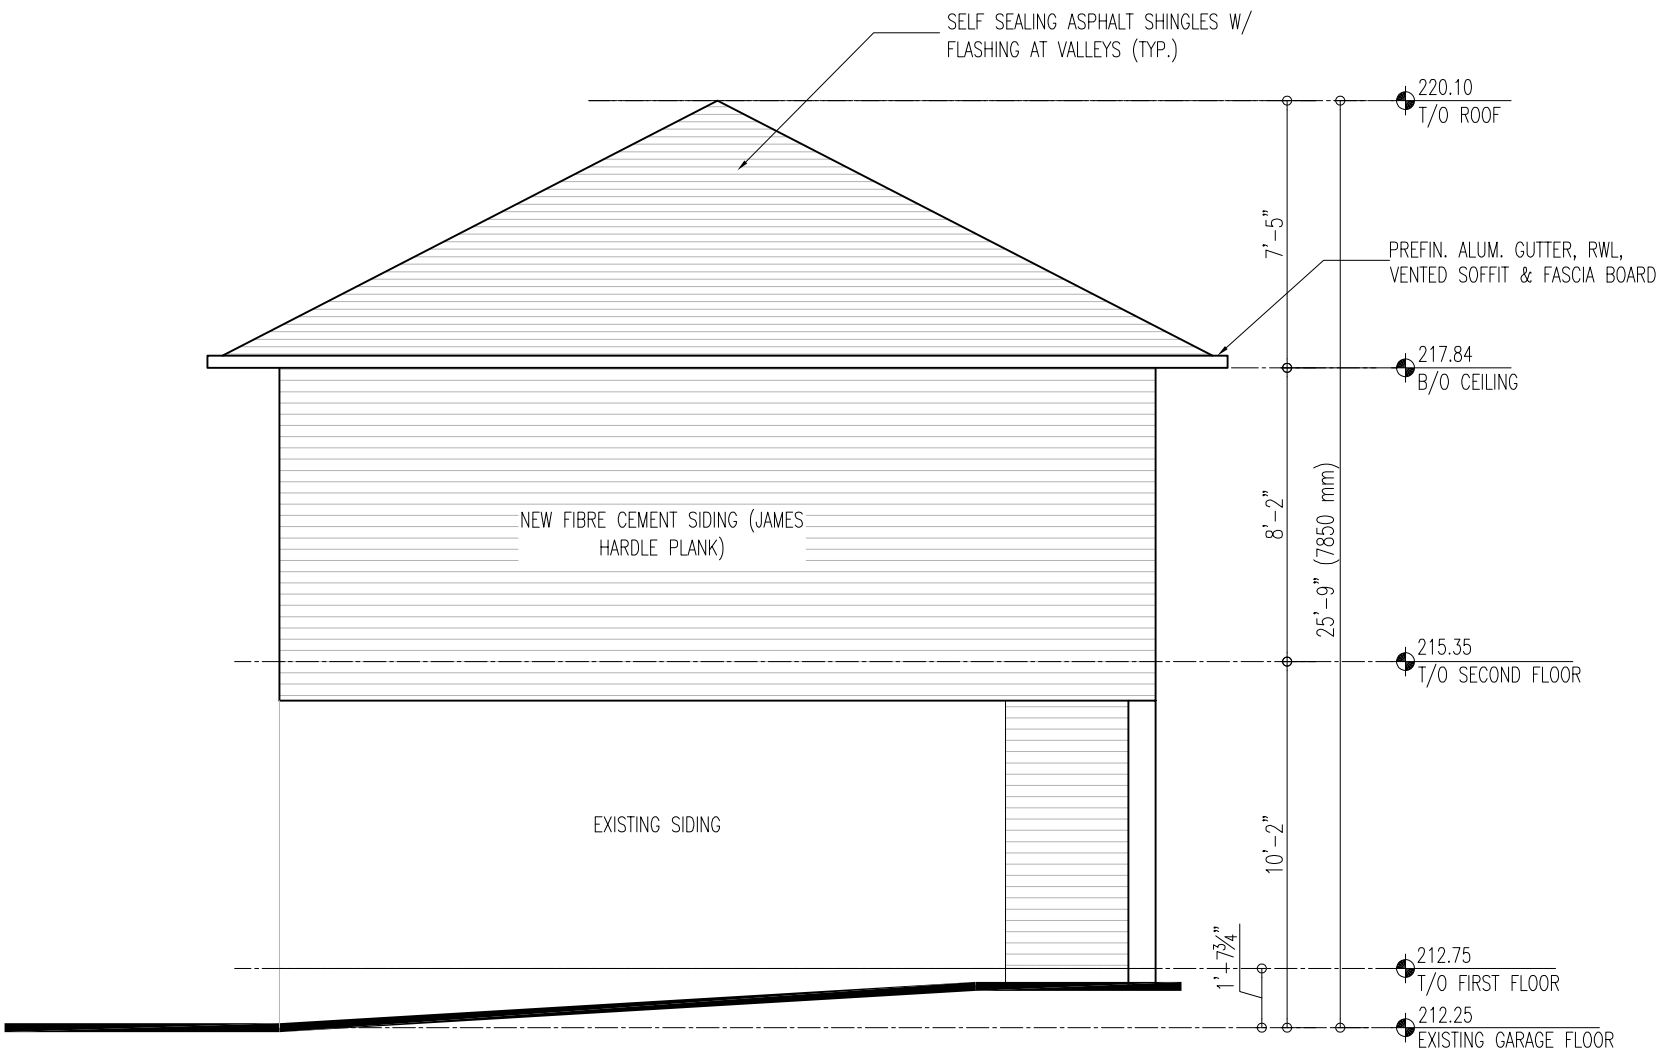 SELF SEALING ASPHALT SHINGLES W/
FLASHING AT VALLEYS (TYP.)
220.10
T/O ROOF
7'-5"
PREFIN. ALUM. GUTTER, RWL,
VENTED SOFFIT & FASCIA BOARD
217.84
B/O CEILING
8'-2"
25'-9" (7850 mm)
NEW FIBRE CEMENT SIDING (JAMES
HARDLE PLANK)
215.35
T/O SECOND FLOOR
EXISTING SIDING
10'-2"
1'-7¾"
212.75
T/O FIRST FLOOR
212.25
EXISTING GARAGE FLOOR